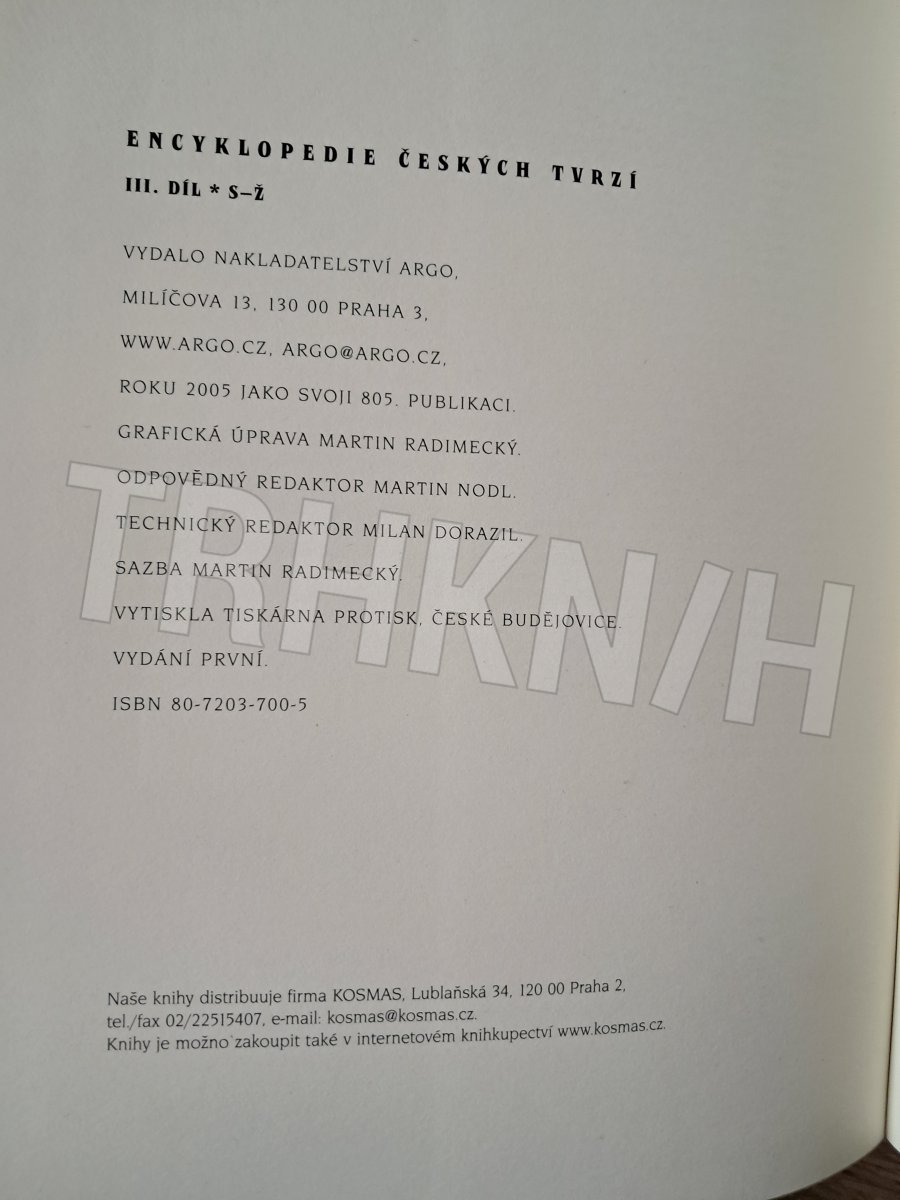 ENCYKLOPEDIE ČESKÝCH TVRZÍ
III. DÍL * S–Ž
VYDALO NAKLADATELSTVÍ ARGO,
MILÍČOVA 13, 130 00 PRAHA 3,
WWW.ARGO.CZ, ARGO@ARGO.CZ,
ROKU 2005 JAKO SVOJI 805. PUBLIKACI.
GRAFICKÁ ÚPRAVA MARTIN RADIMECKÝ.
ODPOVĚDNÝ REDAKTOR MARTIN NODL.
TECHNICKÝ REDAKTOR MILAN DORAZIL.
SAZBA MARTIN RADIMECKÝ.
VYTISKLA TISKÁRNA PROTISK, ČESKÉ BUDĚJOVICE.
VYDÁNÍ PRVNÍ.
ISBN 80-7203-700-5
TRHKN/H
Naše knihy distribuuje firma KOSMAS, Lublaňská 34, 120 00 Praha 2,
tel./fax 02/22515407, e-mail: kosmas@kosmas.cz.
Knihy je možno zakoupit také v internetovém knihkupectví www.kosmas.cz.